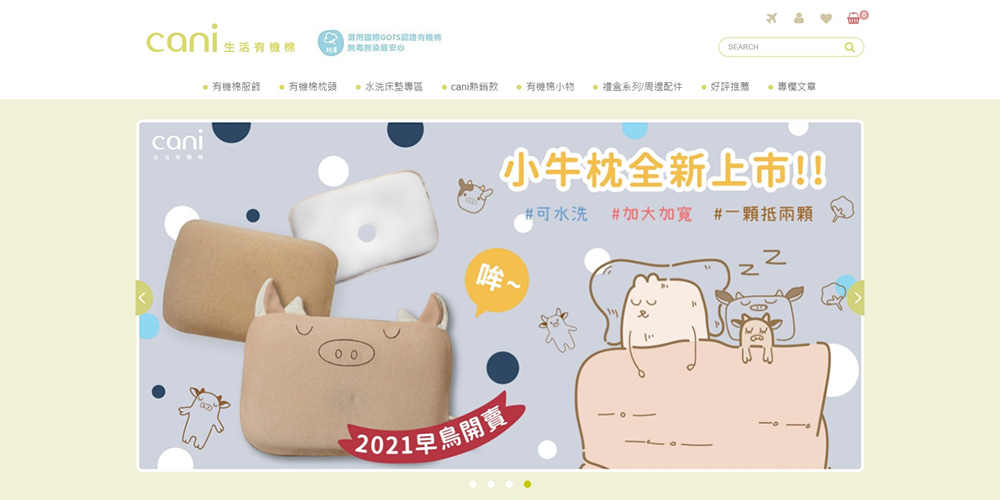 cani 生活有機棉
選用國際GOTS認證有機棉
無毒無染最安心
0
SEARCH
有機棉服飾
有機棉枕頭
水洗床墊專區
cani熱銷款
有機棉小物
禮盒系列/周邊配件
好評推薦
專欄文章
cani
生活有機棉
小牛枕全新上市!!
#可水洗 #加大加寬 #一顆抵兩顆
哞~
zz
2021早鳥開賣